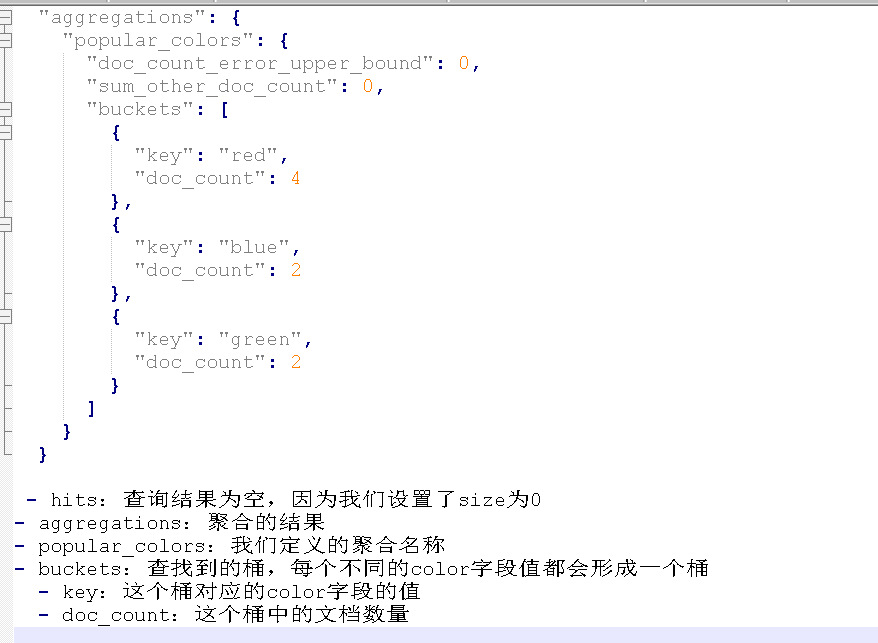 "aggregations": {
"popular_colors": {
"doc_count_error_upper_bound": 0,
"sum_other_doc_count": 0,
"buckets": [
{
"key": "red",
"doc_count": 4
},
{
"key": "blue",
"doc_count": 2
},
{
"key": "green",
"doc_count": 2
}
]
}
}
- hits: 查询结果为空，因为我们设置了size为0
- aggregations: 聚合的结果
- popular_colors: 我们定义的聚合名称
- buckets: 查找到的桶，每个不同的color字段值都会形成一个桶
- key: 这个桶对应的color字段的值
- doc_count: 这个桶中的文档数量